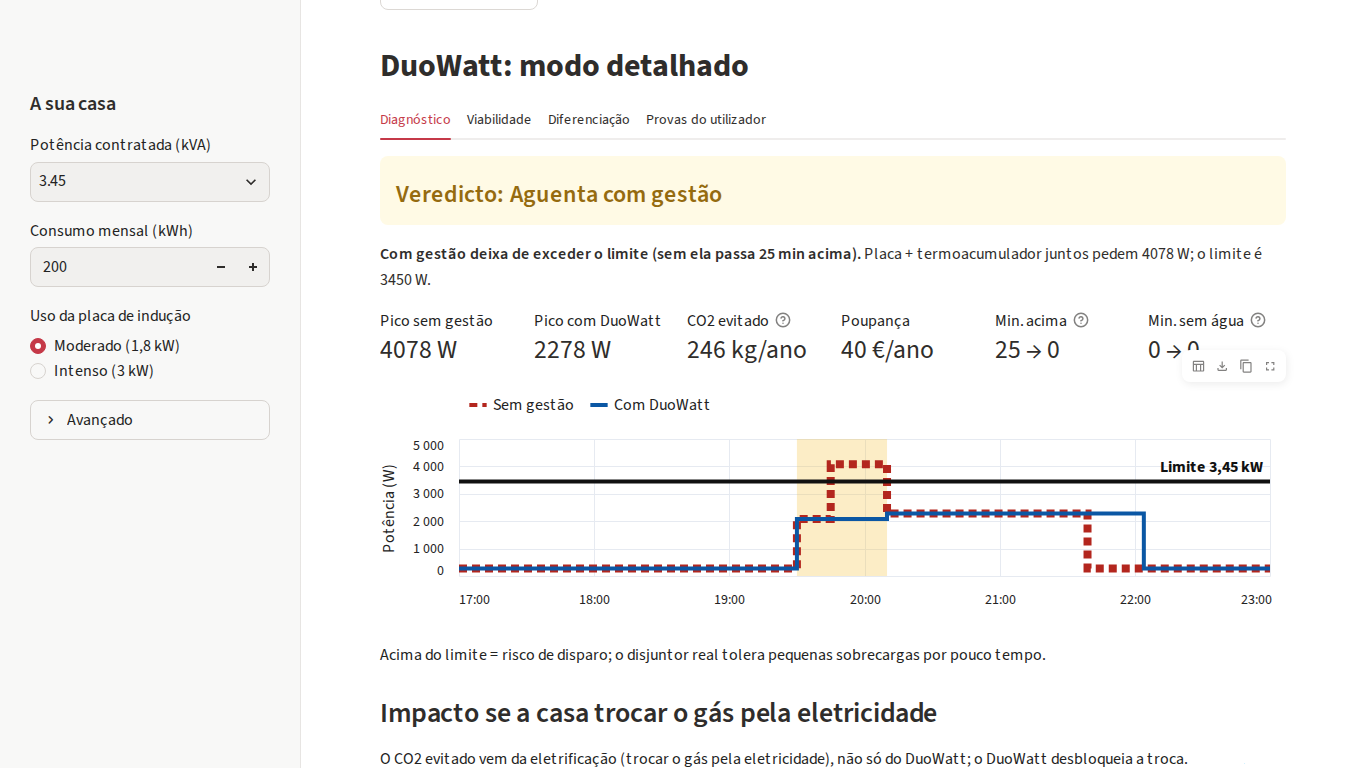 A sua casa
Potência contratada (kVA)
3.45
Consumo mensal (kWh)
200
Uso da placa de indução
Moderado (1,8 kW)
Intenso (3 kW)
Avançado
DuoWatt: modo detalhado
Diagnóstico Viabilidade Diferenciação Provas do utilizador
Veredicto: Aguenta com gestão
Com gestão deixa de exceder o limite (sem ela passa 25 min acima). Placa + termoacumulador juntos pedem 4078 W; o limite é
3450 W.
Pico sem gestão Pico com DuoWatt CO2 evitado Poupança Min. acima Min. sem água
4078 W 2278 W 246 kg/ano 40 €/ano 25 → 0 0 → 0
Sem gestão Com DuoWatt
Potência (W)
5 000
4 000
3 000
2 000
1 000
0
Limite 3,45 kW
17:00 18:00 19:00 20:00 21:00 22:00 23:00
Acima do limite = risco de disparo; o disjuntor real tolera pequenas sobrecargas por pouco tempo.
Impacto se a casa trocar o gás pela eletricidade
O CO2 evitado vem da eletrificação (trocar o gás pela eletricidade), não só do DuoWatt; o DuoWatt desbloqueia a troca.